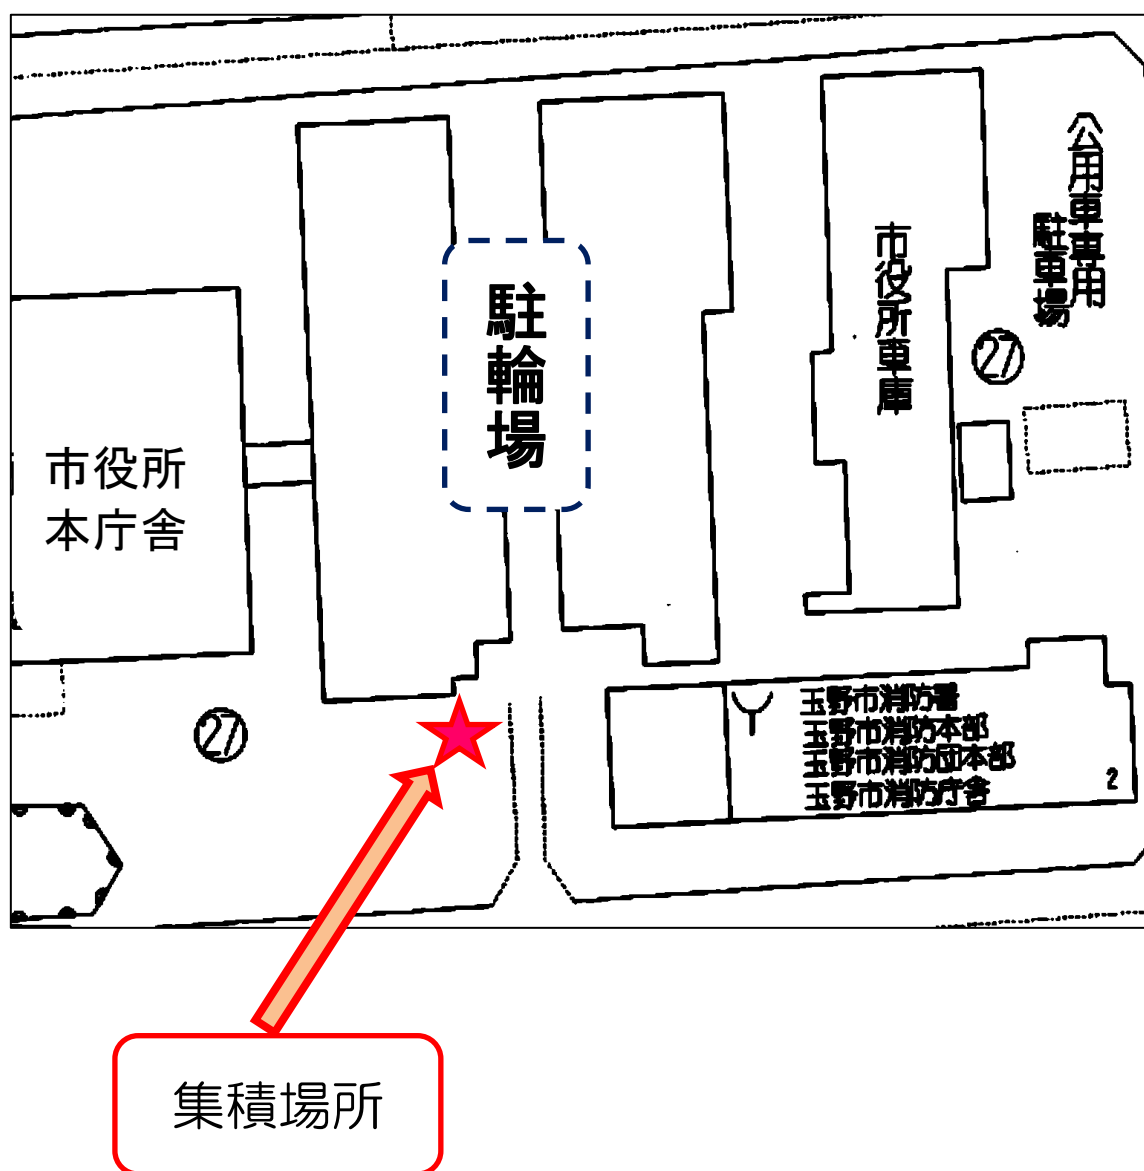 公用車専用
駐車場
市役所車庫
27
駐輪場
市役所
本庁舎
玉野市消防署
玉野市消防本部
玉野市消防団本部
玉野市消防庁舎
2
27
集積場所